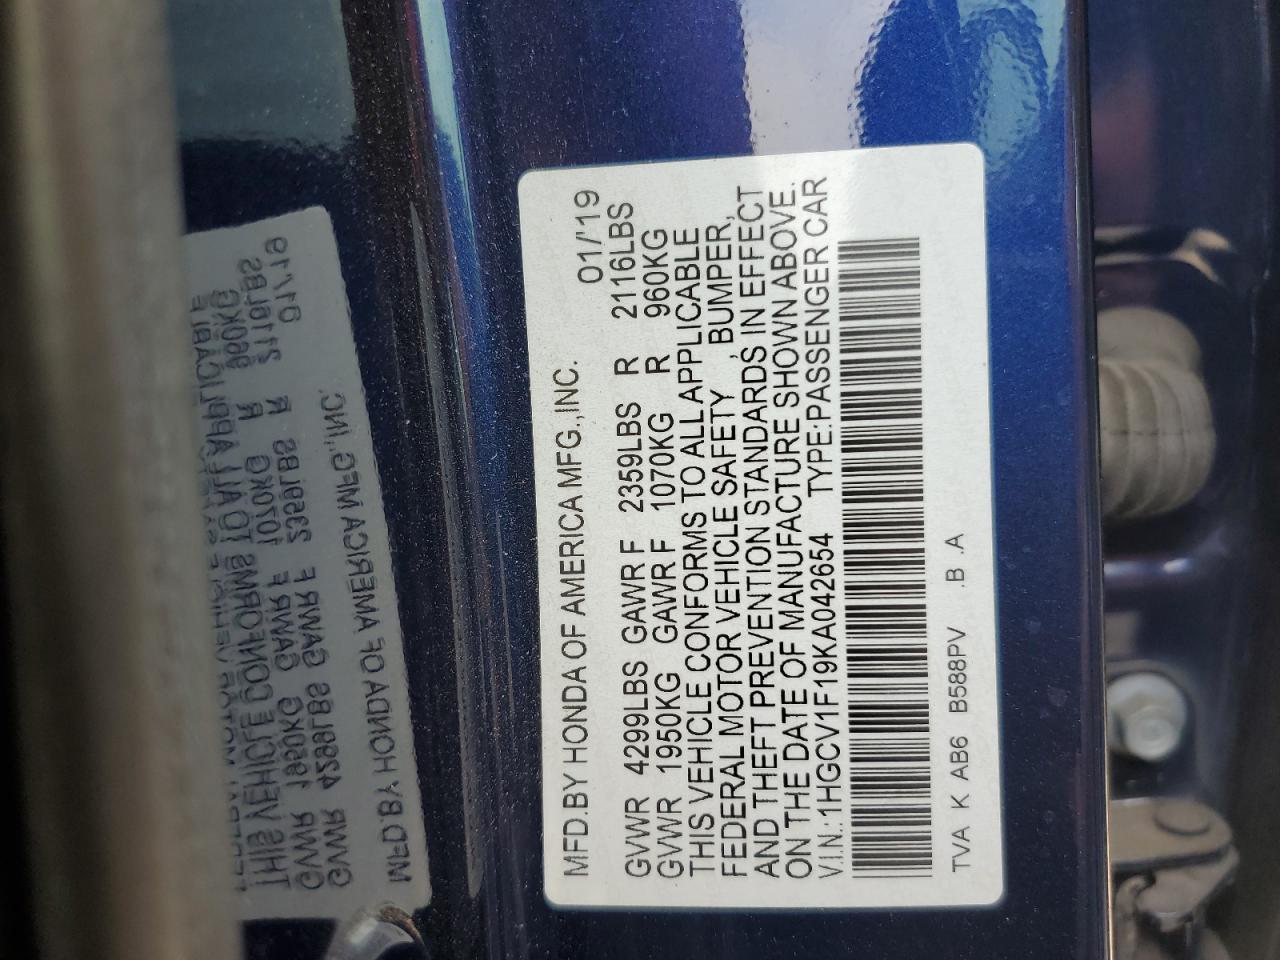 MFD.BY HONDA OF AMERICA MFG.,INC. 01/'19
GVWR 4299LBS GAWR F 2359LBS R 2116LBS
GVWR 1950KG GAWR F 1070KG R 960KG
THIS VEHICLE CONFORMS TO ALL APPLICABLE
FEDERAL MOTOR VEHICLE SAFETY , BUMPER,
AND THEFT PREVENTION STANDARDS IN EFFECT
ON THE DATE OF MANUFACTURE SHOWN ABOVE.
V.I.N.:1HGCV1F19KA042654 TYPE:PASSENGER CAR
TVA K AB6 B588PV .B .A